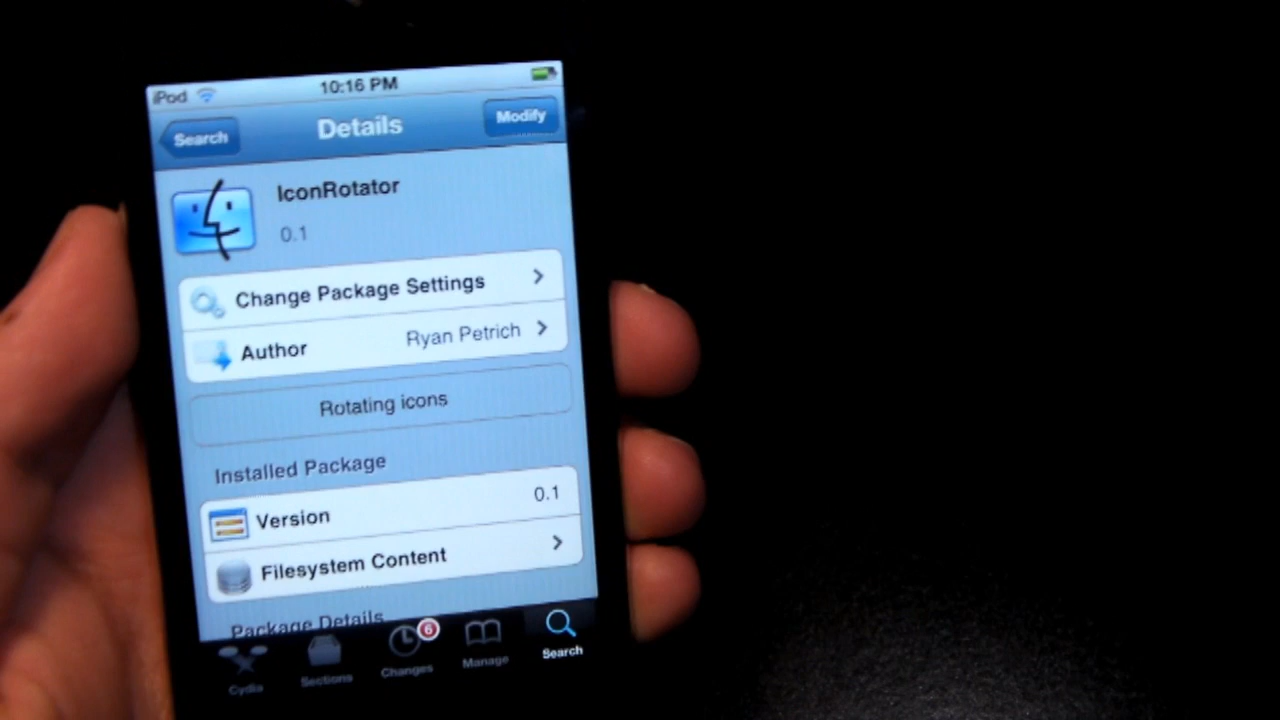 iPod 10:16 PM
Search Details Modify
IconRotator
0.1
Change Package Settings
Author Ryan Petrich
Rotating icons
Installed Package
Version 0.1
Filesystem Content
Package Details
6
Cydia Sections Changes Manage Search